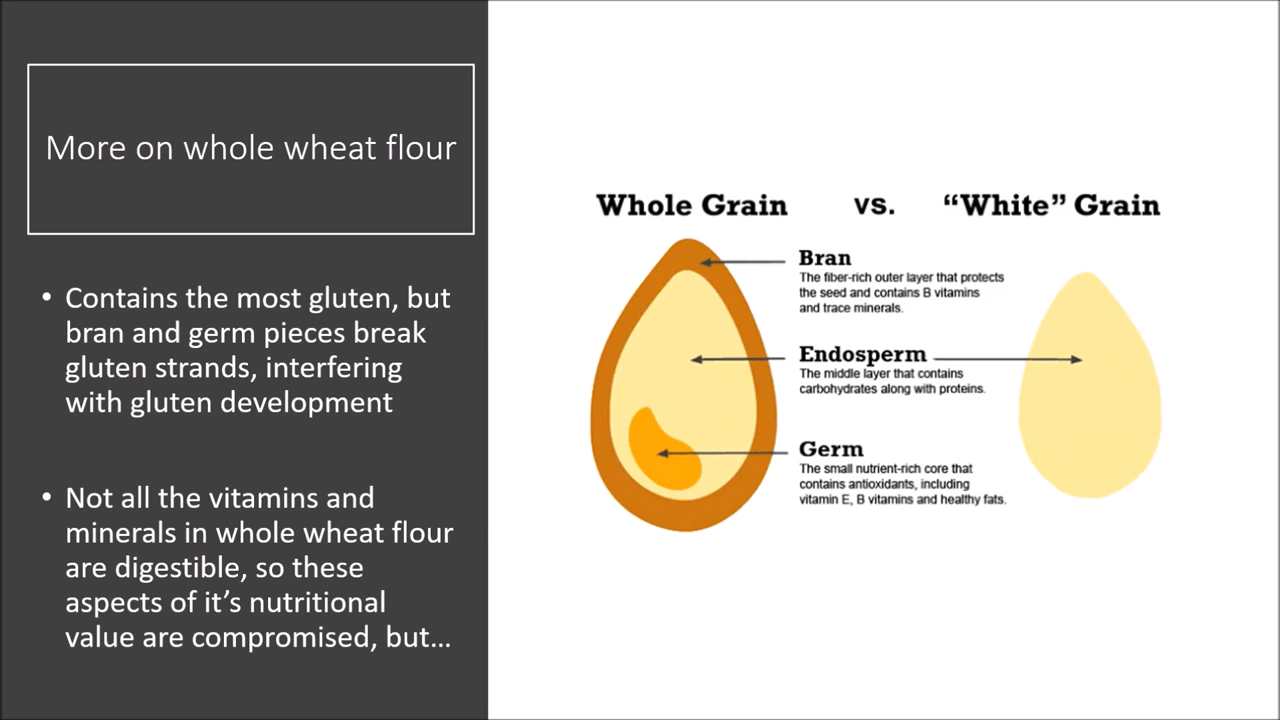 More on whole wheat flour
• Contains the most gluten, but
bran and germ pieces break
gluten strands, interfering
with gluten development
• Not all the vitamins and
minerals in whole wheat flour
are digestible, so these
aspects of it’s nutritional
value are compromised, but…
Whole Grain vs. “White” Grain
Bran
The fiber-rich outer layer that protects
the seed and contains B vitamins
and trace minerals.
Endosperm
The middle layer that contains
carbohydrates along with proteins.
Germ
The small nutrient-rich core that
contains antioxidants, including
vitamin E, B vitamins and healthy fats.